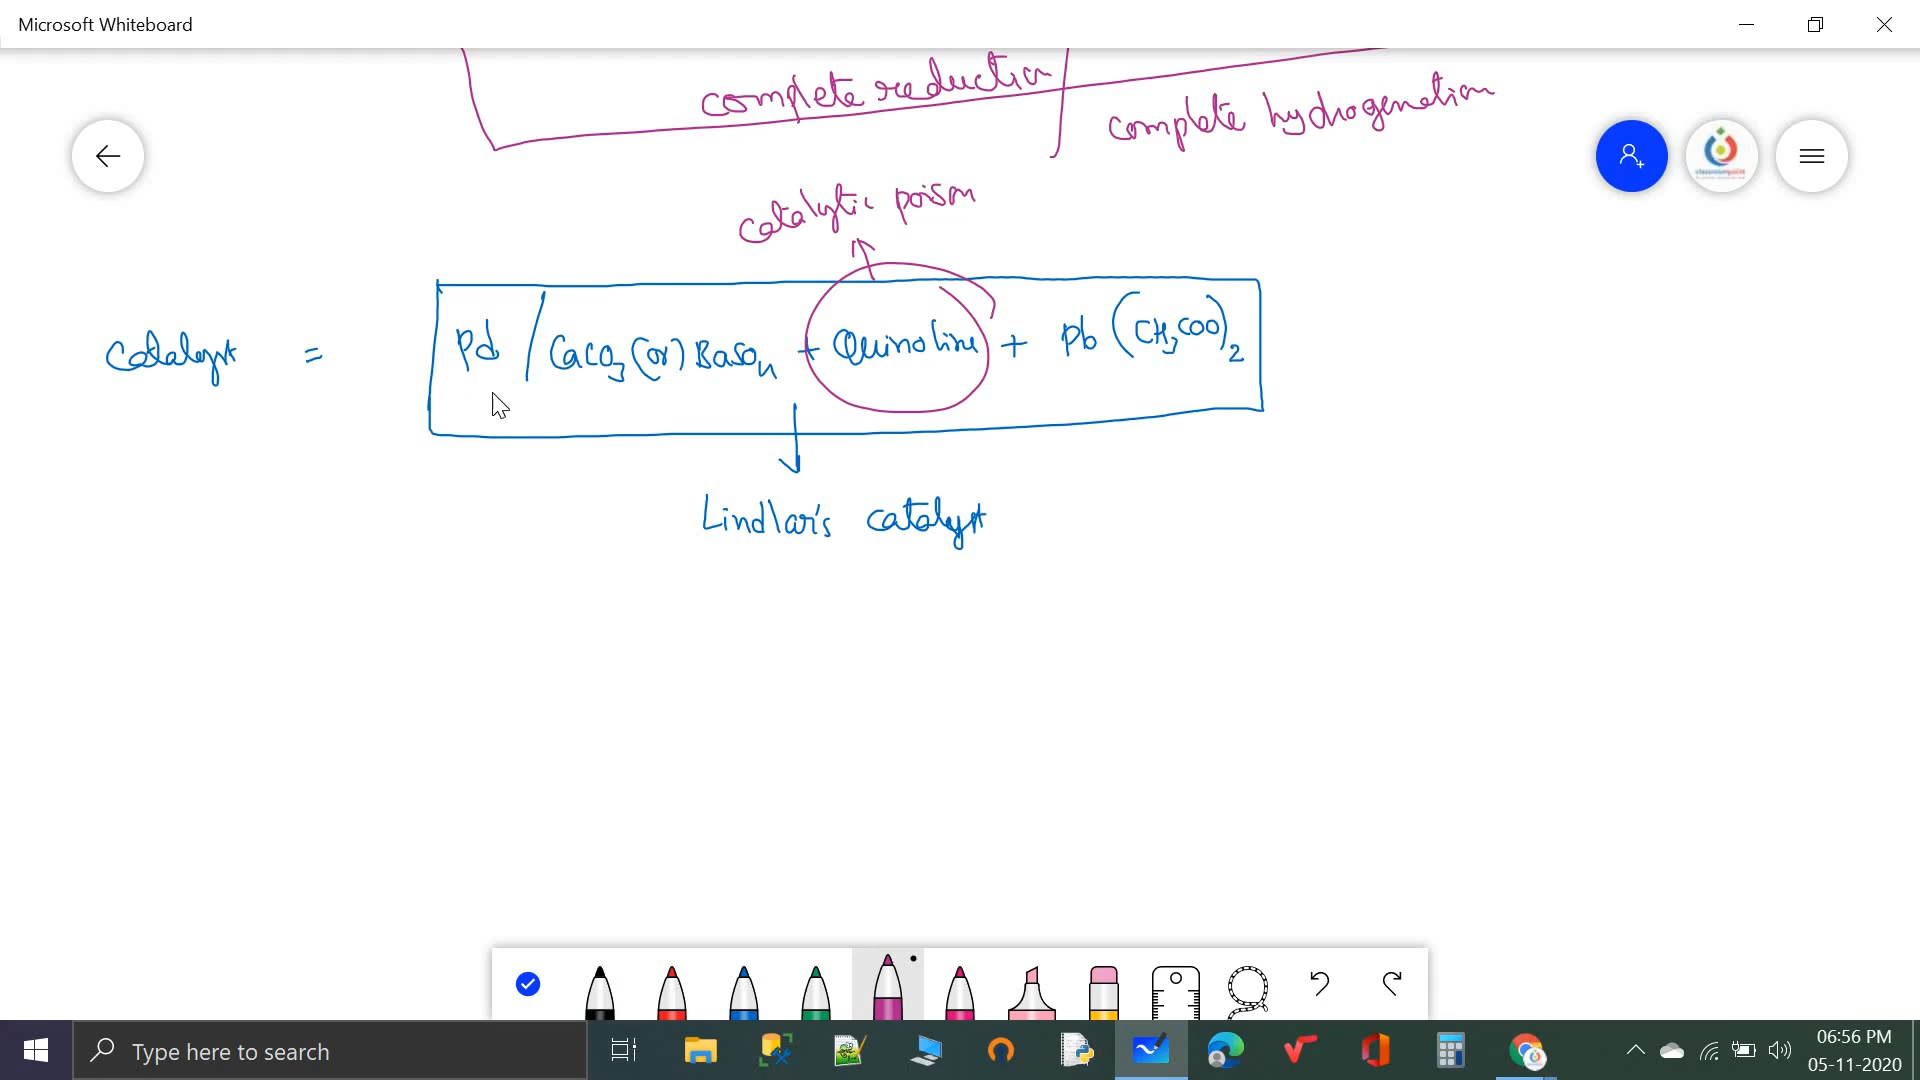 Microsoft Whiteboard
complete reduction
complete hydrogenation
catalytic poison
Catalyst = Pd / CaCO3 (or) BaSO4 + Quinoline + Pb (CH3COO)2
Lindlar's catalyst
classroompoint
Type here to search
06:56 PM
05-11-2020